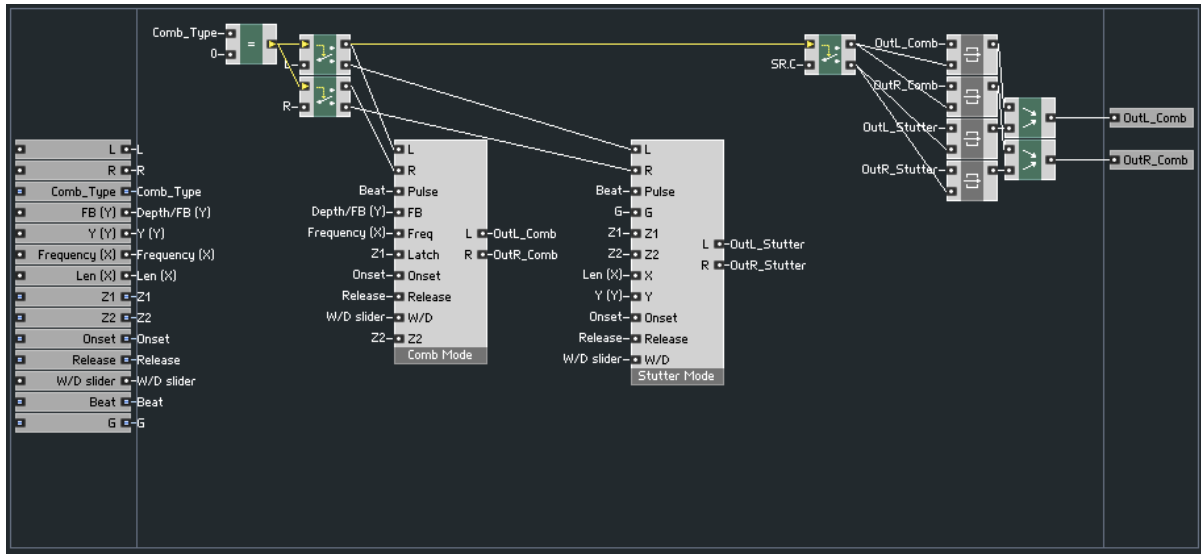 Comb_Type
=
0
L
R
SR.C
OutL_Comb
OutR_Comb
OutL_Stutter
OutR_Stutter
OutL_Comb
OutR_Comb
L L
R R
Comb_Type Comb_Type
FB (Y) Depth/FB (Y)
Y (Y) Y (Y)
Frequency (X) Frequency (X)
Len (X) Len (X)
Z1 Z1
Z2 Z2
Onset Onset
Release Release
W/D slider W/D slider
Beat Beat
G G
L
R
Beat Pulse
Depth/FB (Y) FB
Frequency (X) Freq
Z1 Latch
Onset Onset
Release Release
W/D slider W/D
Z2 Z2
L OutL_Comb
R OutR_Comb
Comb Mode
L
R
Beat Pulse
G G
Z1 Z1
Z2 Z2
Len (X) X
Y (Y) Y
Onset Onset
Release Release
W/D slider W/D
L OutL_Stutter
R OutR_Stutter
Stutter Mode